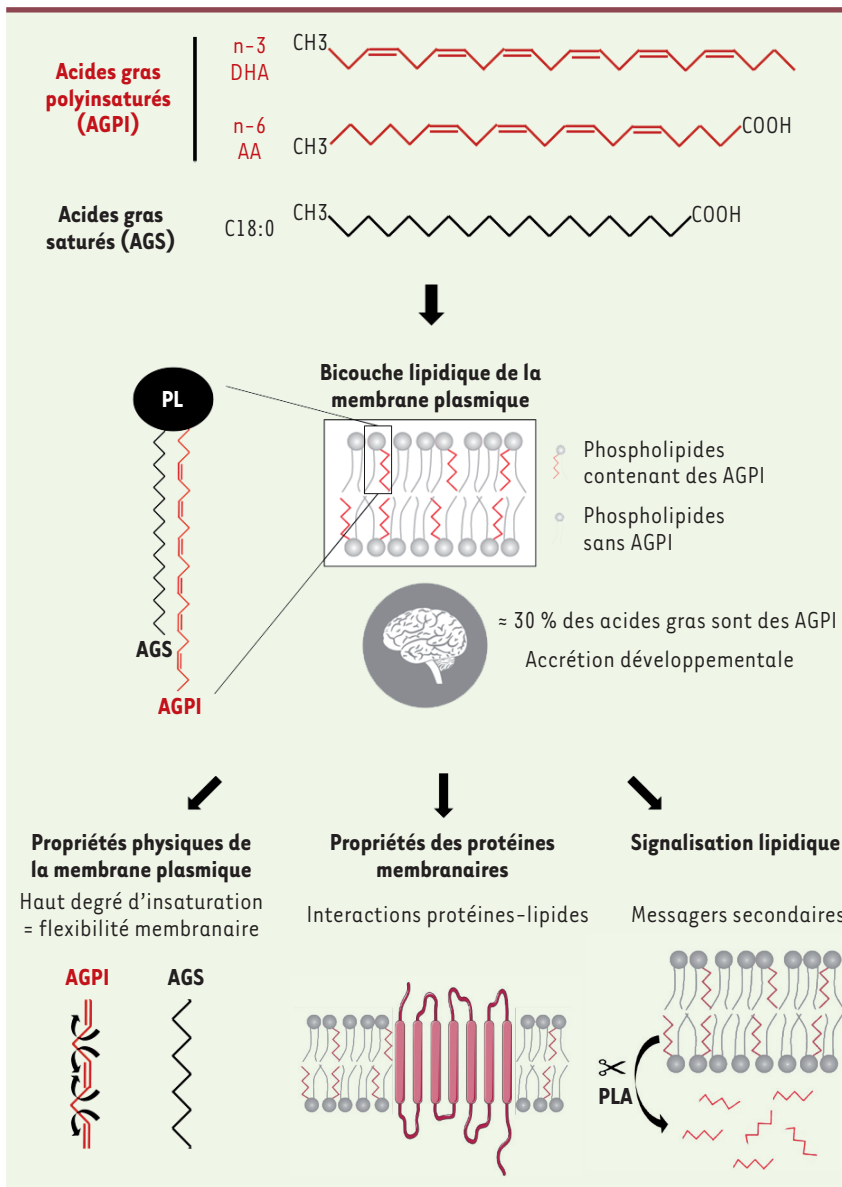 Acides gras
polyinsaturés
(AGPI)
n-3
DHA
CH3
n-6
AA
CH3
COOH
Acides gras
saturés (AGS)
C18:0
CH3
COOH
Bicouche lipidique de la
membrane plasmique
PL
AGS
AGPI
Phospholipides
contenant des AGPI
Phospholipides
sans AGPI
≈ 30 % des acides gras sont des AGPI
Accrétion développementale
Propriétés physiques de
la membrane plasmique
Haut degré d’insaturation
= flexibilité membranaire
AGPI
AGS
Propriétés des protéines
membranaires
Interactions protéines-lipides
Signalisation lipidique
Messagers secondaires
PLA